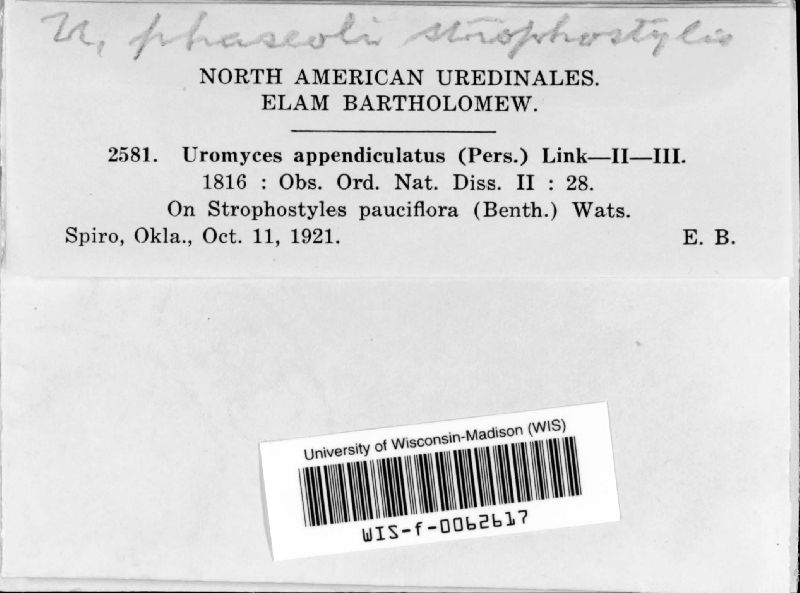 U. phaseoli strophostylis
NORTH AMERICAN UREDINALES.
ELAM BARTHOLOMEW.
2581. Uromyces appendiculatus (Pers.) Link—II—III.
1816 : Obs. Ord. Nat. Diss. II : 28.
On Strophostyles pauciflora (Benth.) Wats.
Spiro, Okla., Oct. 11, 1921. E. B.
University of Wisconsin-Madison (WIS)
WIS-f-0062617